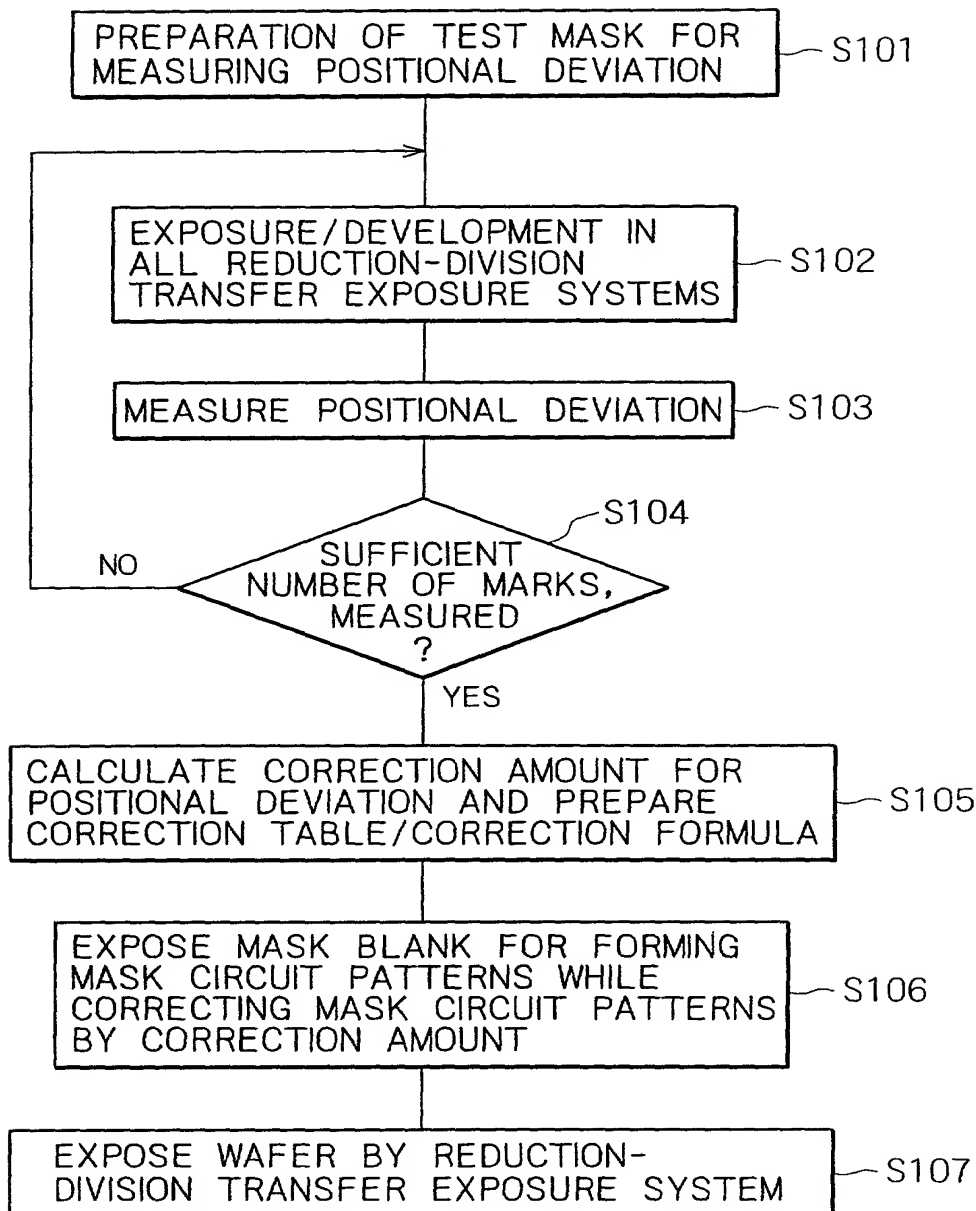 PREPARATION OF TEST MASK FOR
MEASURING POSITIONAL DEVIATION
S101
EXPOSURE/DEVELOPMENT IN
ALL REDUCTION-DIVISION
TRANSFER EXPOSURE SYSTEMS
S102
MEASURE POSITIONAL DEVIATION
S103
S104
SUFFICIENT
NUMBER OF MARKS,
MEASURED
?
NO
YES
CALCULATE CORRECTION AMOUNT FOR
POSITIONAL DEVIATION AND PREPARE
CORRECTION TABLE/CORRECTION FORMULA
S105
EXPOSE MASK BLANK FOR FORMING
MASK CIRCUIT PATTERNS WHILE
CORRECTING MASK CIRCUIT PATTERNS
BY CORRECTION AMOUNT
S106
EXPOSE WAFER BY REDUCTION-
DIVISION TRANSFER EXPOSURE SYSTEM
S107